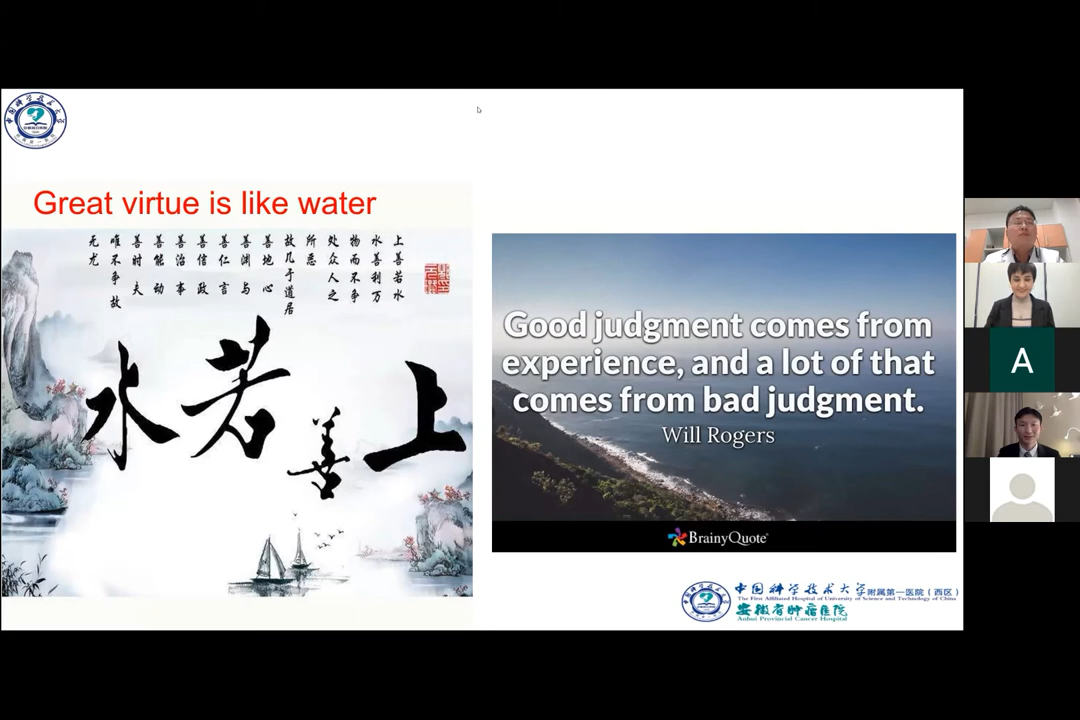 Great virtue is like water
上善若水
水善利万
物而不争
处众人之
所恶
故几于道居
善地心
善渊与
善仁言
善信政
善治事
善能动
善时夫
唯不争故
无尤
上善若水
Good judgment comes from
experience, and a lot of that
comes from bad judgment.
Will Rogers
BrainyQuote®
中国科学技术大学附属第一医院（西区）
The First Affiliated Hospital of University of Science and Technology of China
安徽省肿瘤医院
Anhui Provincial Cancer Hospital
A